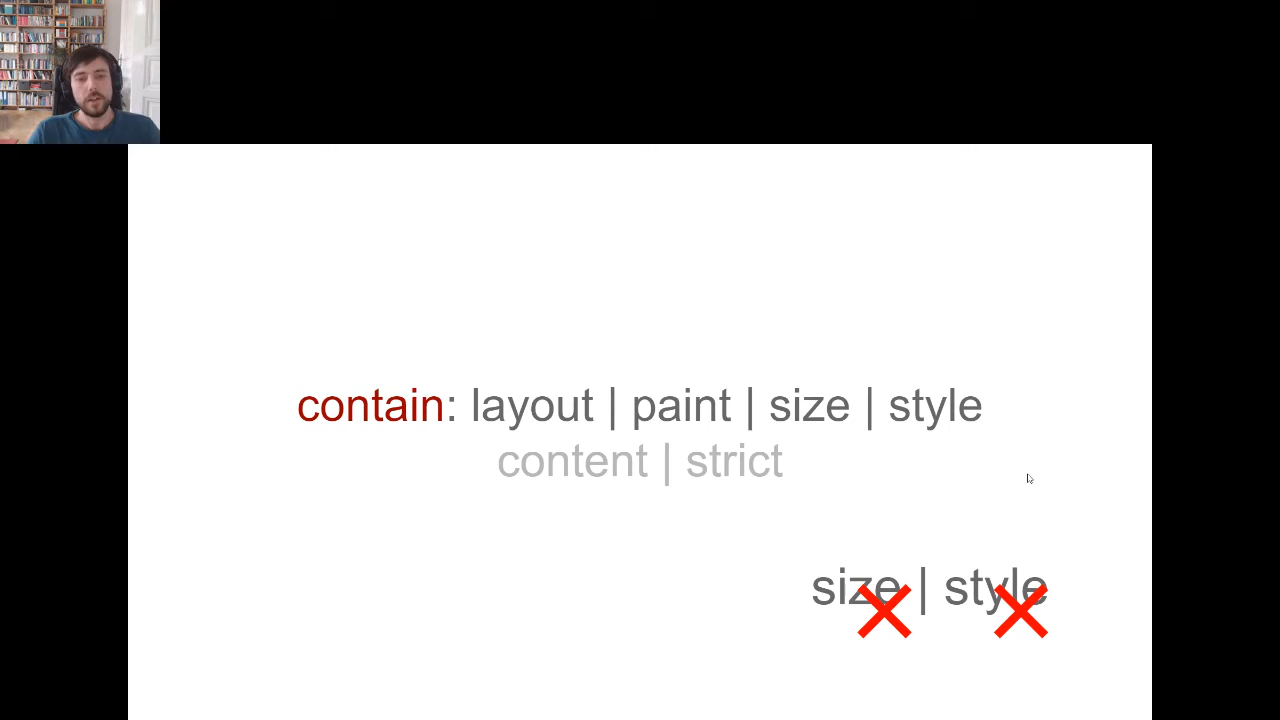 contain: layout | paint | size | style
content | strict
size | style